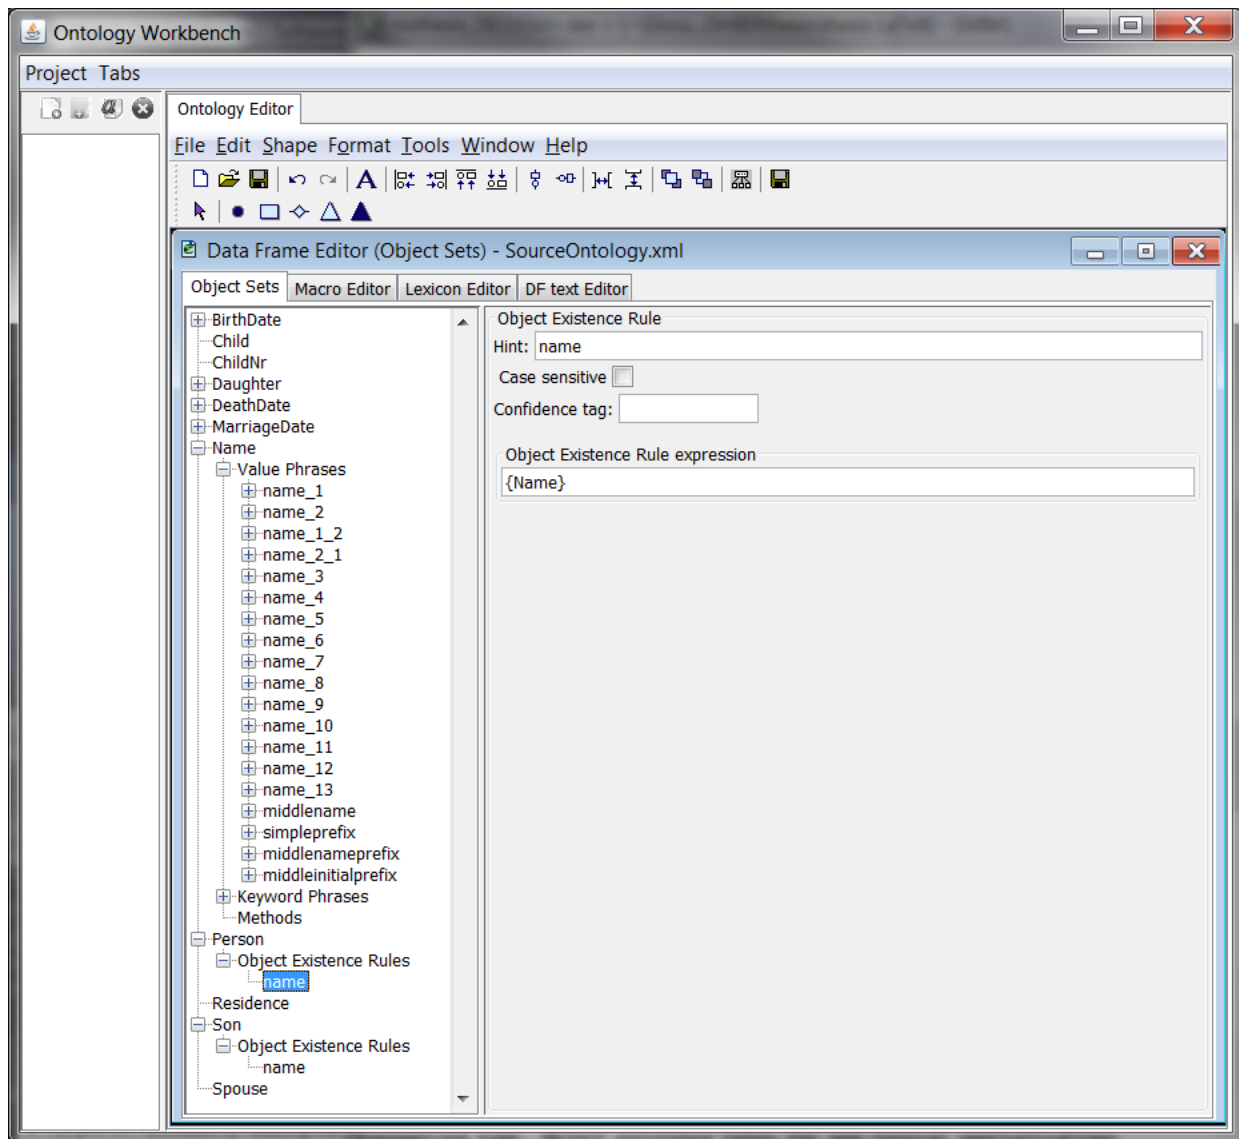 Ontology Workbench
Project Tabs
Ontology Editor
File Edit Shape Format Tools Window Help
A
Data Frame Editor (Object Sets) - SourceOntology.xml
Object Sets Macro Editor Lexicon Editor DF text Editor
BirthDate
Child
ChildNr
Daughter
DeathDate
MarriageDate
Name
Value Phrases
name_1
name_2
name_1_2
name_2_1
name_3
name_4
name_5
name_6
name_7
name_8
name_9
name_10
name_11
name_12
name_13
middlename
simpleprefix
middlenameprefix
middleinitialprefix
Keyword Phrases
Methods
Person
Object Existence Rules
name
Residence
Son
Object Existence Rules
name
Spouse
Object Existence Rule
Hint: name
Case sensitive
Confidence tag:
Object Existence Rule expression
{Name}